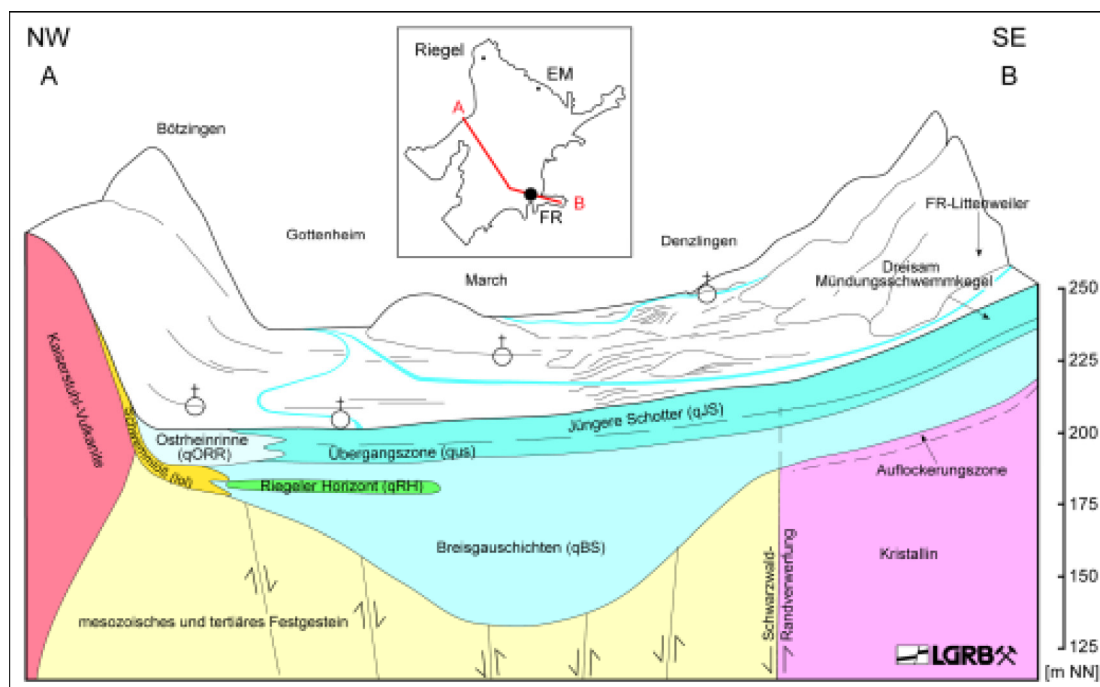 NW
A
SE
B
Riegel
EM
A
B
FR
Bötzingen
Gottenheim
March
Denzlingen
FR-Littenweiler
Dreisam
Mündungsschwemmkegel
250
225
200
175
150
125
[m NN]
Kaiserstuhl-Vulkanite
Schwemmlöß (lol)
Ostrheinrinne
(qORR)
Übergangszone (qus)
Jüngere Schotter (qJS)
Riegeler Horizont (qRH)
Breisgauschichten (qBS)
Auflockerungszone
Kristallin
Schwarzwald-
Randverwerfung
mesozoisches und tertiäres Festgestein
LGRB